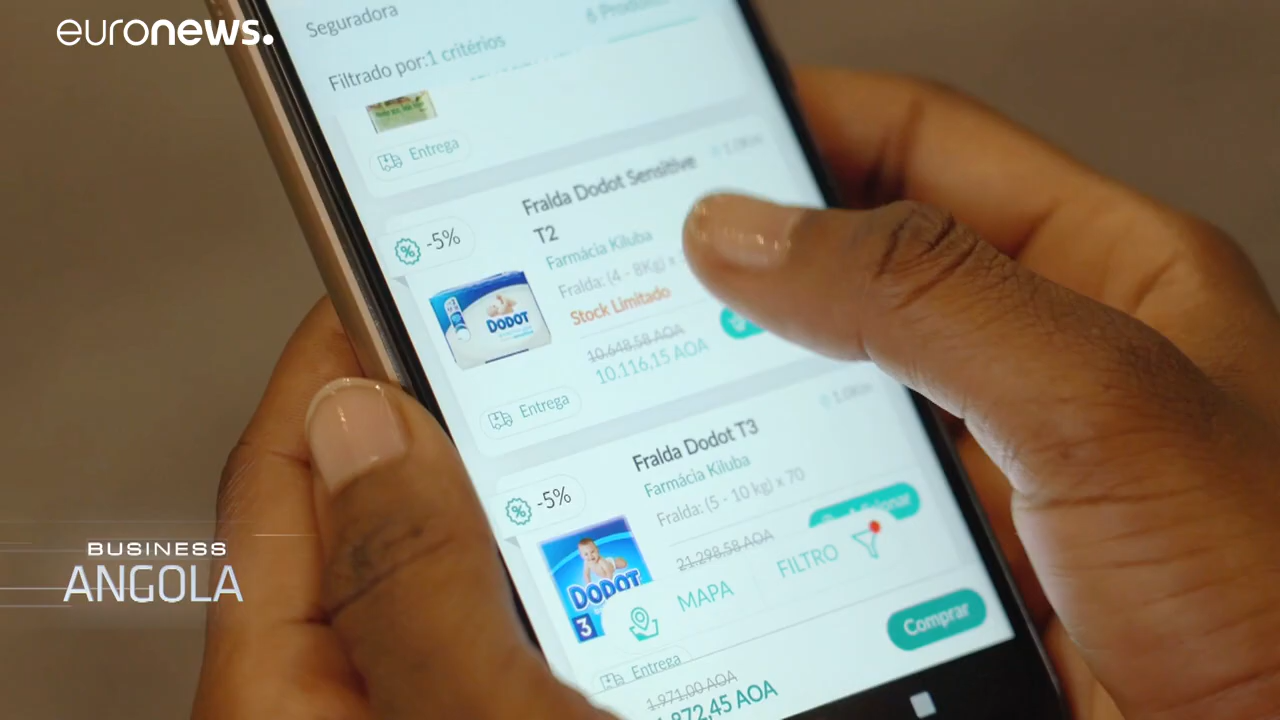 euronews.
Seguradora
6 Produtos
Filtrado por:1 critérios
Entrega
-5%
Fralda Dodot Sensitive
T2
Farmácia Kiluba
Fralda: (4 - 8Kg) x
Stock Limitado
10.648,58 AOA
10.116,15 AOA
DODOT
Entrega
-5%
Fralda Dodot T3
Farmácia Kiluba
Fralda: (5 - 10 kg) x 70
21.298,58 AOA
Adicionar
DODOT
3
MAPA
FILTRO
Entrega
Comprar
1.971,00 AOA
1.872,45 AOA
BUSINESS
ANGOLA